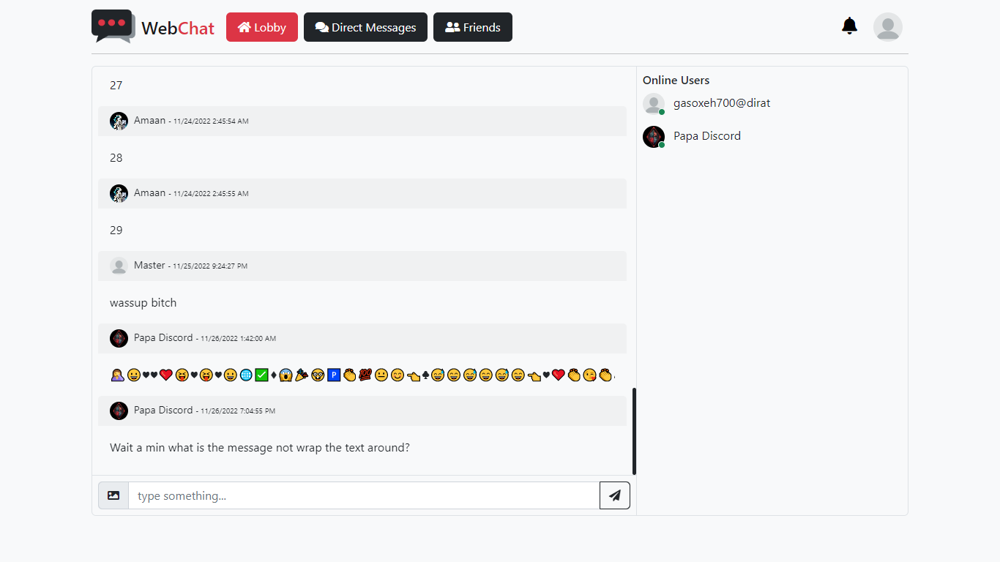 WebChat
Lobby
Direct Messages
Friends
27
Amaan - 11/24/2022 2:45:54 AM
28
Amaan - 11/24/2022 2:45:55 AM
29
Master - 11/25/2022 9:24:27 PM
wassup bitch
Papa Discord - 11/26/2022 1:42:00 AM
🤦‍♀️😀♥♥❤️😝♥😝♥😀🌐✅♦😱🎉🤓🅿️👏💯😐😊👈♣😅😄😅😄😅😄👈♥❤️👏😘👏
Papa Discord - 11/26/2022 7:04:55 PM
Wait a min what is the message not wrap the text around?
type something...
Online Users
gasoxeh700@dirat
Papa Discord